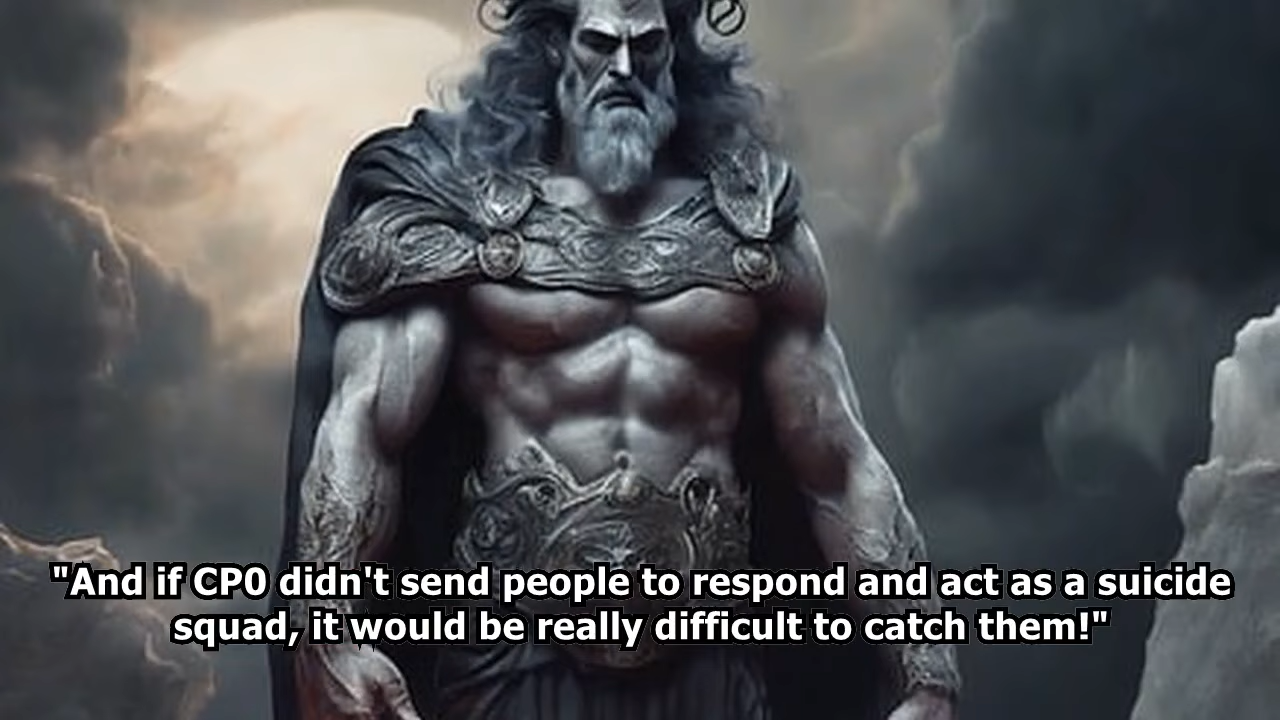 "And if CP0 didn't send people to respond and act as a suicide
squad, it would be really difficult to catch them!"